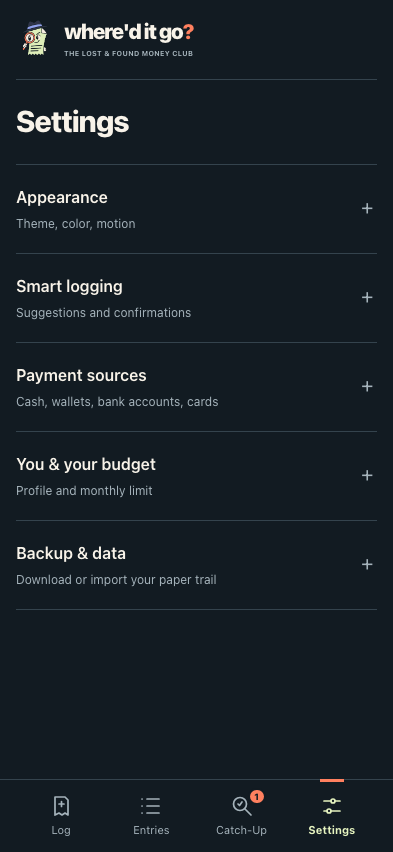 where'd it go?
THE LOST & FOUND MONEY CLUB
Settings
Appearance
Theme, color, motion
+
Smart logging
Suggestions and confirmations
+
Payment sources
Cash, wallets, bank accounts, cards
+
You & your budget
Profile and monthly limit
+
Backup & data
Download or import your paper trail
+
1
Log
Entries
Catch-Up
Settings